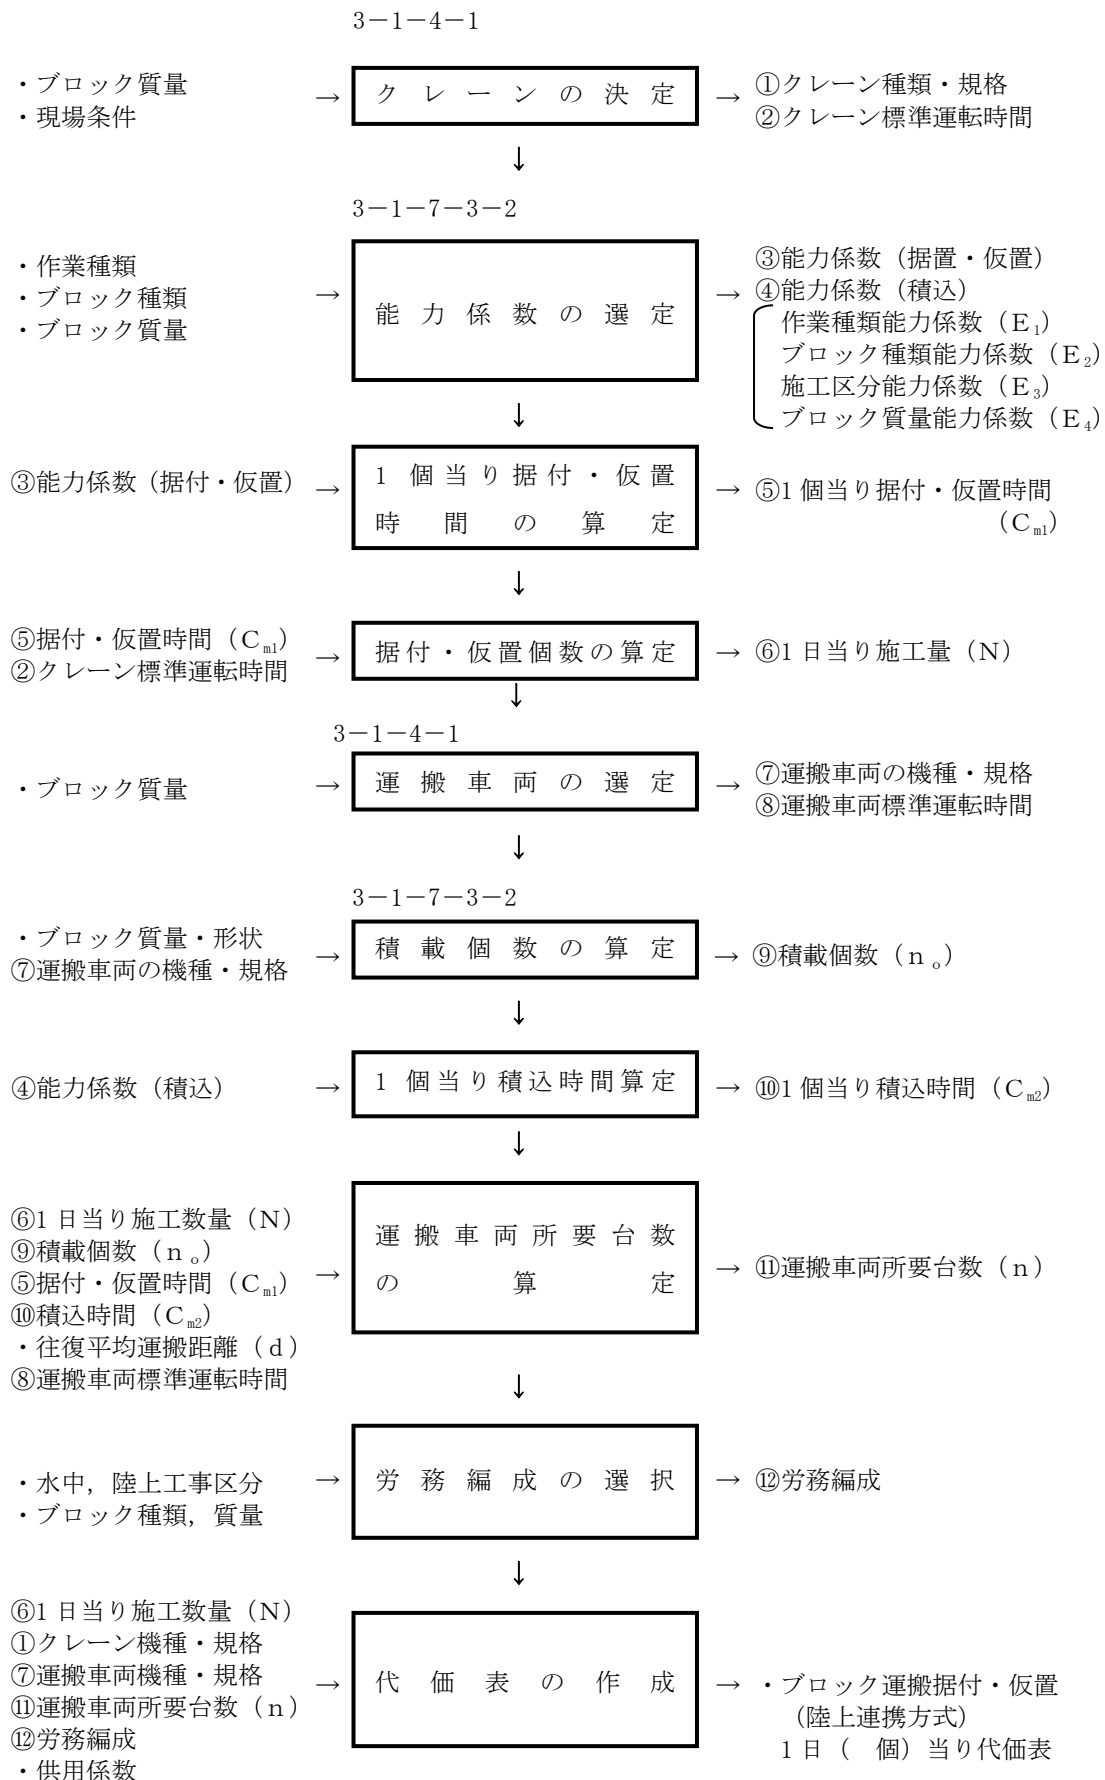 3－1－4－1
・ブロック質量
・現場条件
→
クレーンの決定
→
①クレーン種類・規格
②クレーン標準運転時間
↓
3－1－7－3－2
・作業種類
・ブロック種類
・ブロック質量
→
能力係数の選定
→
③能力係数（据置・仮置）
④能力係数（積込）
作業種類能力係数（E₁）
ブロック種類能力係数（E₂）
施工区分能力係数（E₃）
ブロック質量能力係数（E₄）
↓
③能力係数（据付・仮置）
→
1 個当り据付・仮置
時間の算定
→
⑤1 個当り据付・仮置時間
（Cm1）
↓
⑤据付・仮置時間（Cm1）
②クレーン標準運転時間
→
据付・仮置個数の算定
→
⑥1 日当り施工量（N）
↓
3－1－4－1
・ブロック質量
→
運搬車両の選定
→
⑦運搬車両の機種・規格
⑧運搬車両標準運転時間
↓
3－1－7－3－2
・ブロック質量・形状
⑦運搬車両の機種・規格
→
積載個数の算定
→
⑨積載個数（ｎo）
↓
④能力係数（積込）
→
1 個当り積込時間算定
→
⑩1 個当り積込時間（Cm2）
↓
⑥1 日当り施工数量（N）
⑨積載個数（ｎo）
⑤据付・仮置時間（Cm1）
⑩積込時間（Cm2）
・往復平均運搬距離（ｄ）
⑧運搬車両標準運転時間
→
運搬車両所要台数
の算定
→
⑪運搬車両所要台数（ｎ）
↓
・水中，陸上工事区分
・ブロック種類，質量
→
労務編成の選択
→
⑫労務編成
↓
⑥1 日当り施工数量（N）
①クレーン機種・規格
⑦運搬車両機種・規格
⑪運搬車両所要台数（ｎ）
⑫労務編成
・供用係数
→
代価表の作成
→
・ブロック運搬据付・仮置
（陸上連携方式）
1 日（　個）当り代価表